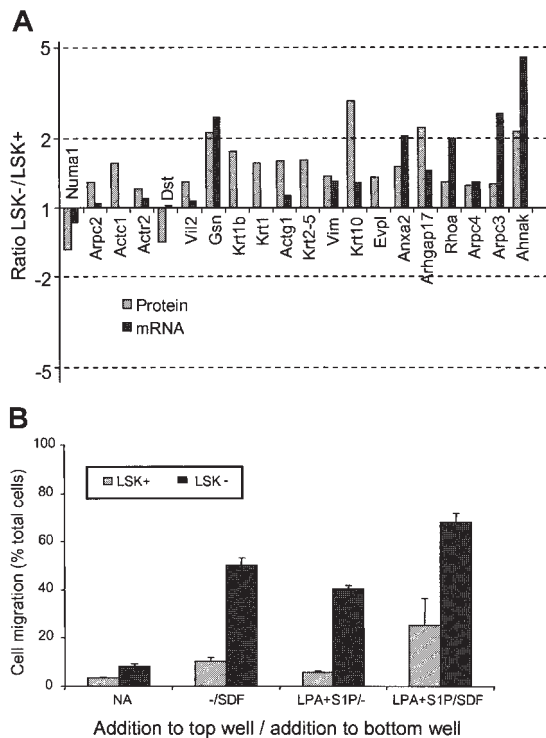 A
Ratio LSK-/LSK+
5
2
1
-2
-5
Numa1
Arpc2
Actc1
Actr2
Dst
Vil2
Gsn
Krt1b
Krt1
Actg1
Krt2-5
Vim
Krt10
Evpl
Anxa2
Arhgap17
Rhoa
Arpc4
Arpc3
Ahnak
Protein
mRNA
B
Cell migration (% total cells)
100
80
60
40
20
0
LSK+ LSK-
NA -/SDF LPA+S1P/- LPA+S1P/SDF
Addition to top well / addition to bottom well